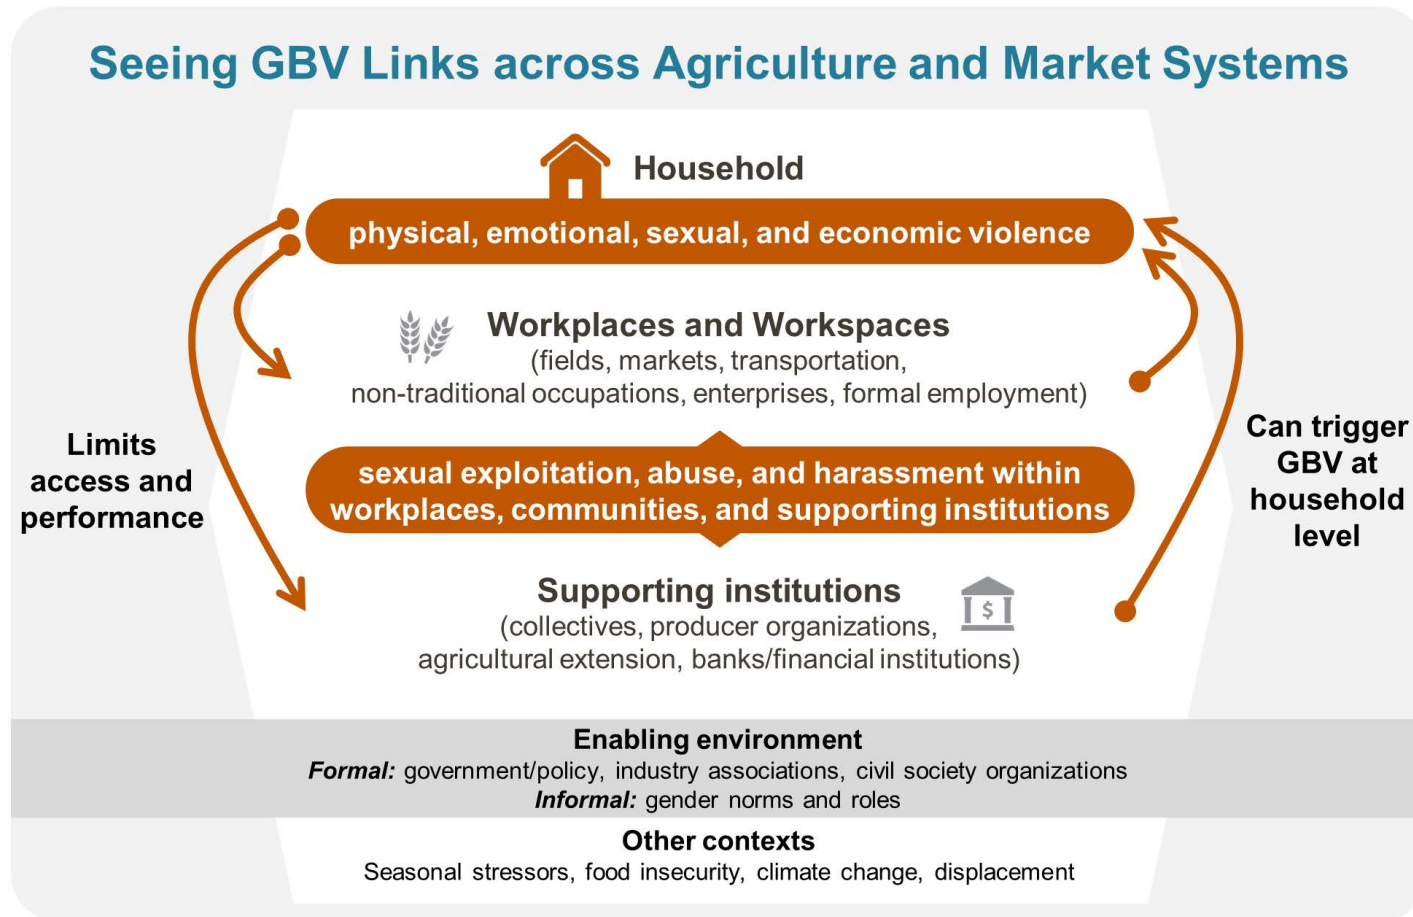 Seeing GBV Links across Agriculture and Market Systems
Household
physical, emotional, sexual, and economic violence
Workplaces and Workspaces
(fields, markets, transportation,
non-traditional occupations, enterprises, formal employment)
Limits
access and
performance
Can trigger
GBV at
household
level
sexual exploitation, abuse, and harassment within
workplaces, communities, and supporting institutions
Supporting institutions
(collectives, producer organizations,
agricultural extension, banks/financial institutions)
$
Enabling environment
Formal: government/policy, industry associations, civil society organizations
Informal: gender norms and roles
Other contexts
Seasonal stressors, food insecurity, climate change, displacement